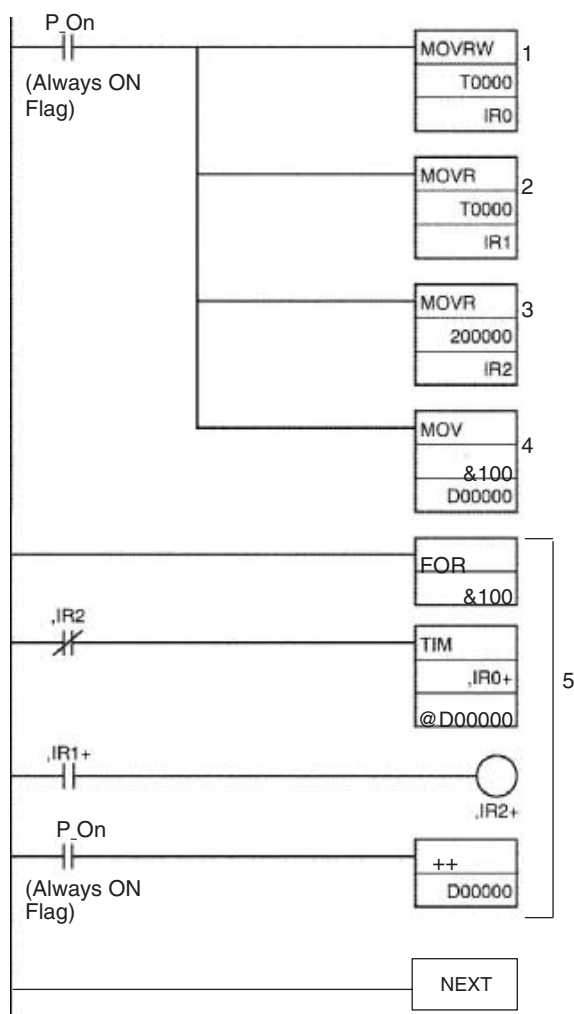 P_On
(Always ON
Flag)
MOVRW
1
T0000
IR0
MOVR
2
T0000
IR1
MOVR
3
200000
IR2
MOV
4
&100
D00000
FOR
&100
,IR2
TIM
,IR0+
@D00000
5
,IR1+
,IR2+
P_On
(Always ON
Flag)
++
D00000
NEXT